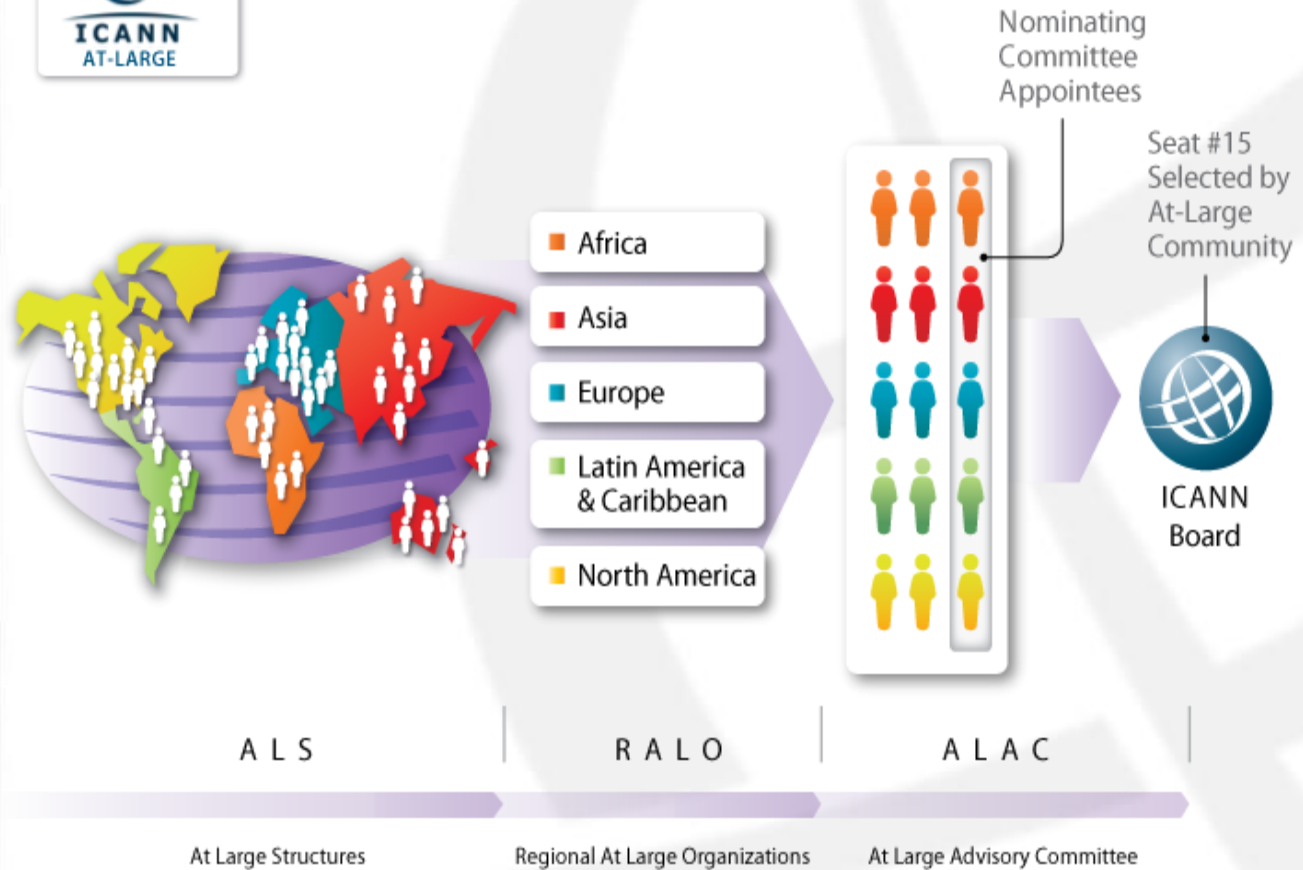 ICANN
AT-LARGE
Nominating
Committee
Appointees
Seat #15
Selected by
At-Large
Community
Africa
Asia
Europe
Latin America
& Caribbean
North America
ICANN
Board
ALS
RALO
ALAC
At Large Structures
Regional At Large Organizations
At Large Advisory Committee